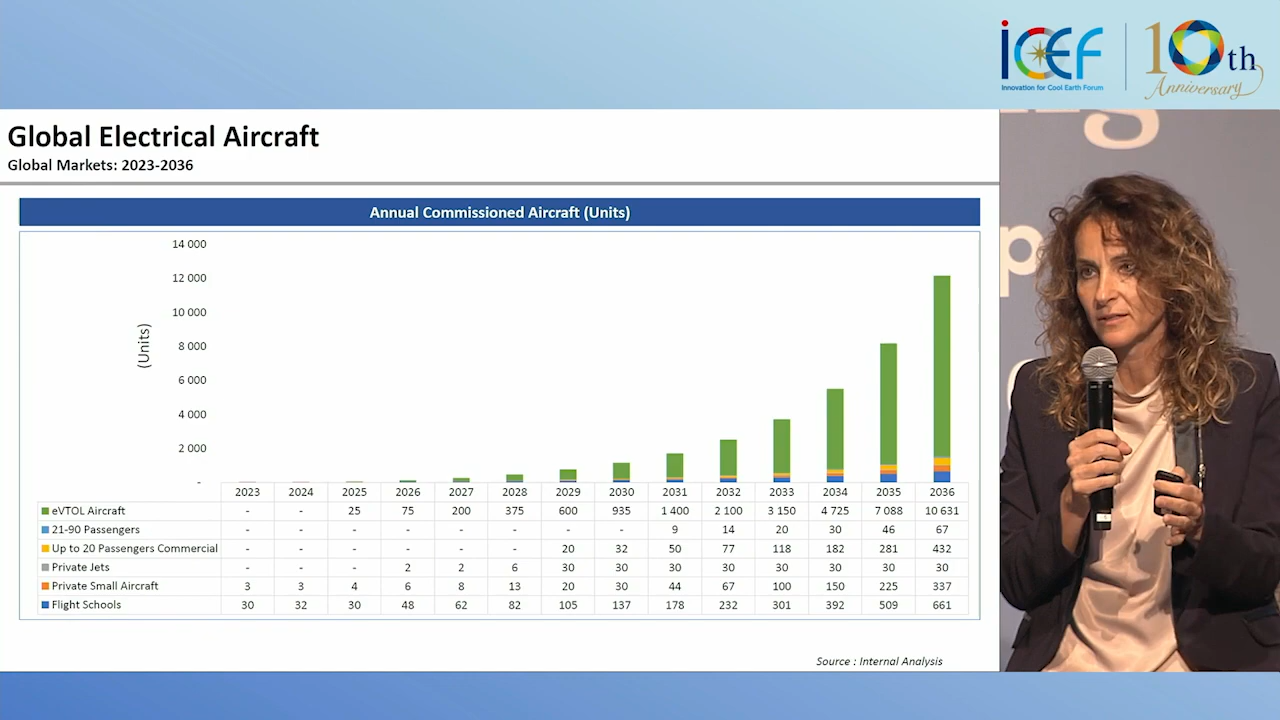 iCEF
Innovation for Cool Earth Forum
10th
Anniversary
Global Electrical Aircraft
Global Markets: 2023-2036
Annual Commissioned Aircraft (Units)
(Units)
14 000
12 000
10 000
8 000
6 000
4 000
2 000
-
2023 2024 2025 2026 2027 2028 2029 2030 2031 2032 2033 2034 2035 2036
eVTOL Aircraft - - 25 75 200 375 600 935 1 400 2 100 3 150 4 725 7 088 10 631
21-90 Passengers - - - - - - - - 9 14 20 30 46 67
Up to 20 Passengers Commercial - - - - - - 20 32 50 77 118 182 281 432
Private Jets - - - 2 2 6 30 30 30 30 30 30 30 30
Private Small Aircraft 3 3 4 6 8 13 20 30 44 67 100 150 225 337
Flight Schools 30 32 30 48 62 82 105 137 178 232 301 392 509 661
Source : Internal Analysis